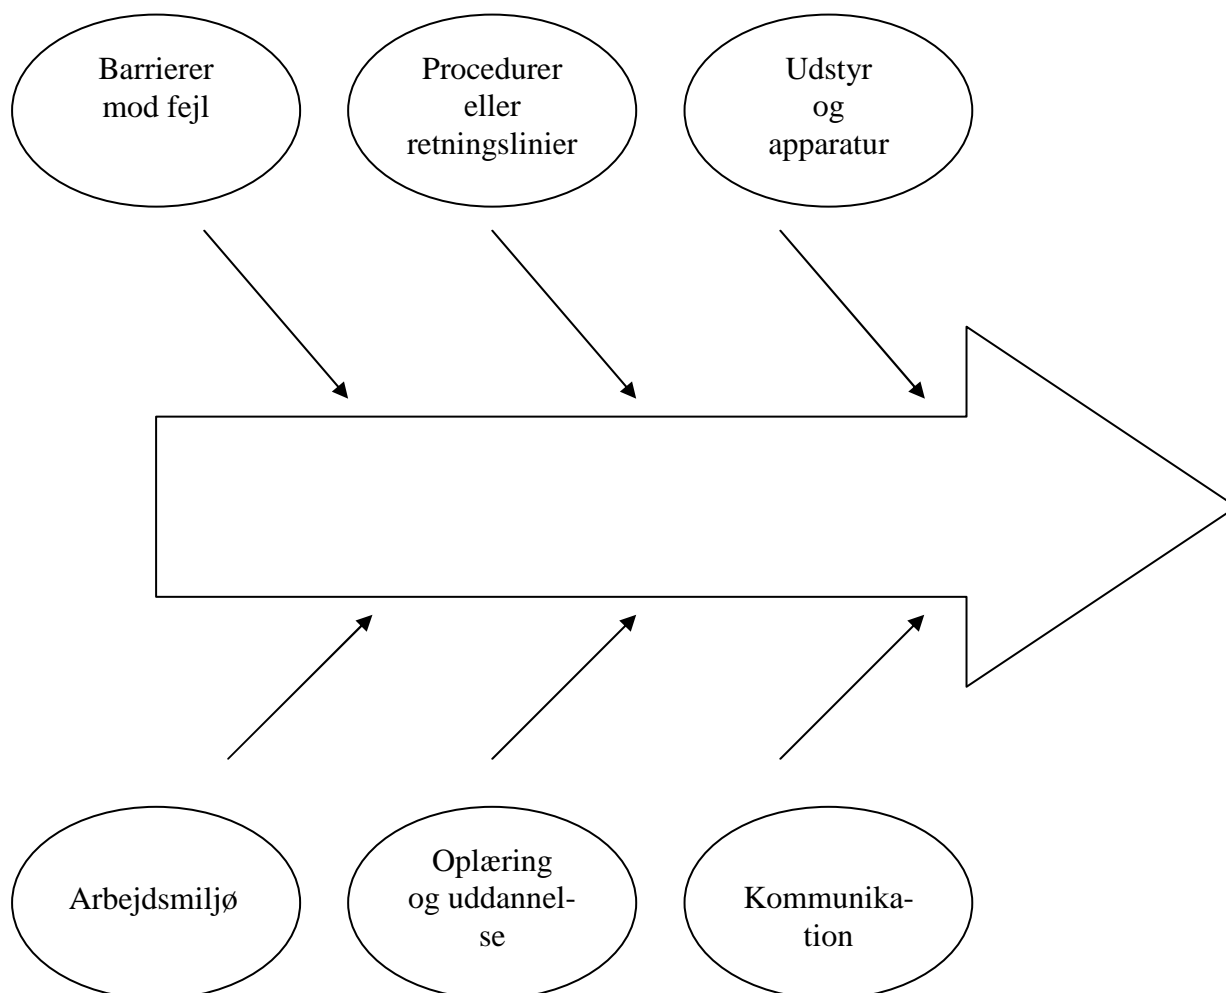 Barrierer
mod fejl
Procedurer
eller
retningslinier
Udstyr
og
apparatur
Arbejdsmiljø
Oplæring
og uddannel-
se
Kommunika-
tion